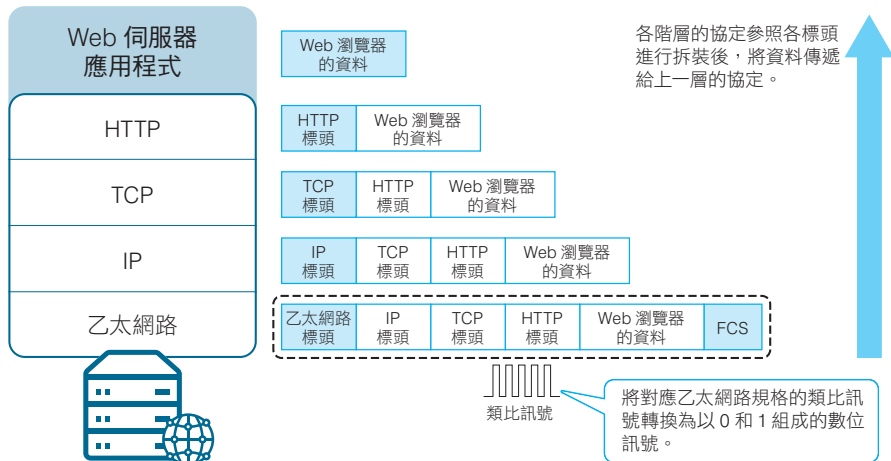 Web 伺服器
應用程式
Web 瀏覽器
的資料
各階層的協定參照各標頭
進行拆裝後，將資料傳遞
給上一層的協定。
HTTP
HTTP
標頭
Web 瀏覽器
的資料
TCP
TCP
標頭
HTTP
標頭
Web 瀏覽器
的資料
IP
IP
標頭
TCP
標頭
HTTP
標頭
Web 瀏覽器
的資料
乙太網路
乙太網路
標頭
IP
標頭
TCP
標頭
HTTP
標頭
Web 瀏覽器
的資料
FCS
類比訊號
將對應乙太網路規格的類比訊
號轉換為以 0 和 1 組成的數位
訊號。